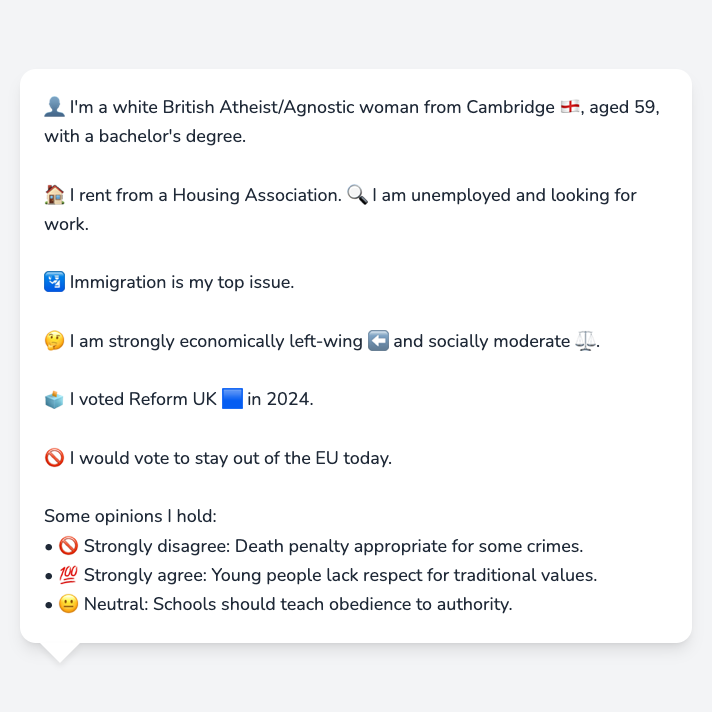 👤 I'm a white British Atheist/Agnostic woman from Cambridge 🏴󠁧󠁢󠁥󠁮󠁧󠁿, aged 59,
with a bachelor's degree.
🏠 I rent from a Housing Association. 🔍 I am unemployed and looking for
work.
🛂 Immigration is my top issue.
🤔 I am strongly economically left-wing ⬅️ and socially moderate ⚖️.
🗳️ I voted Reform UK 🟦 in 2024.
🚫 I would vote to stay out of the EU today.
Some opinions I hold:
• 🚫 Strongly disagree: Death penalty appropriate for some crimes.
• 💯 Strongly agree: Young people lack respect for traditional values.
• 😐 Neutral: Schools should teach obedience to authority.